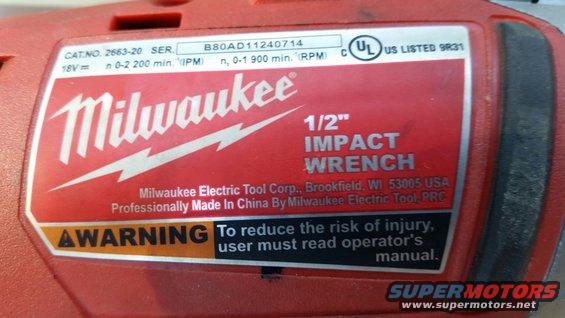 CAT.NO. 2663-20 SER. B80AD11240714
18V⎓ n 0-2 200 min.⁻¹(IPM) n, 0-1 900 min.⁻¹(RPM) C UL US LISTED 9R31
Milwaukee®
1/2"
IMPACT
WRENCH
Milwaukee Electric Tool Corp., Brookfield, WI 53005 USA
Professionally Made In China By Milwaukee Electric Tool, PRC
WARNING To reduce the risk of injury,
user must read operator's
manual.
SUPERMOTORS
www.supermotors.net